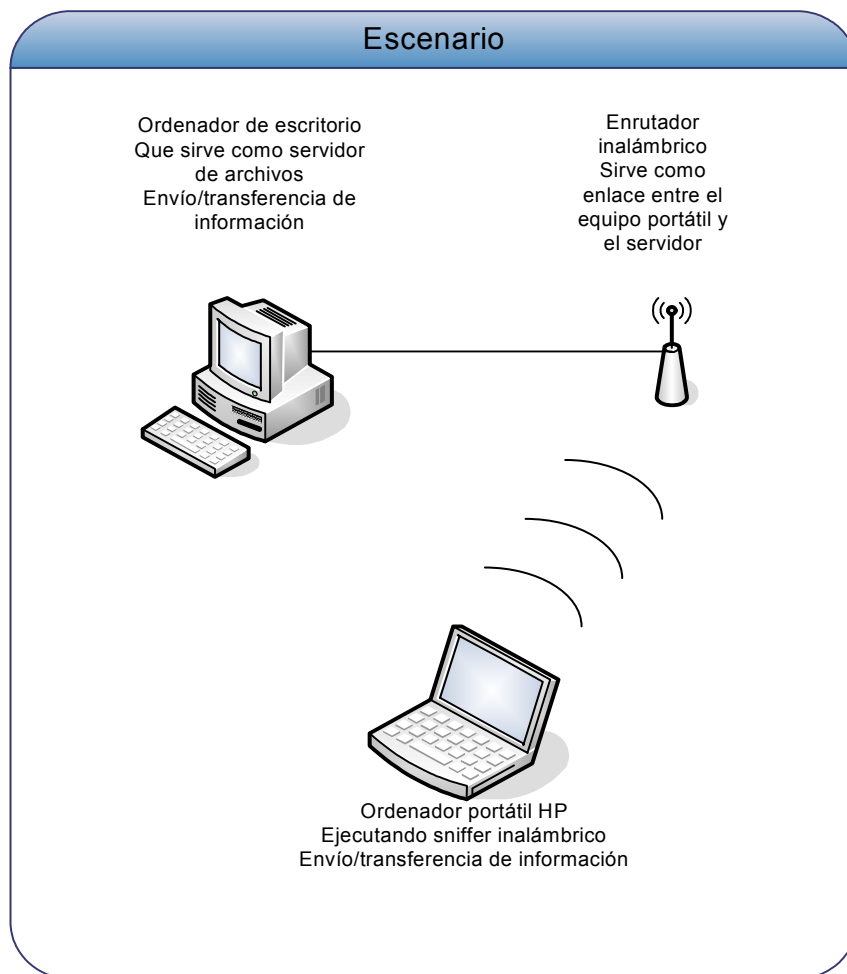 Escenario
Ordenador de escritorio
Que sirve como servidor
de archivos
Envío/transferencia de
información
Enrutador
inalámbrico
Sirve como
enlace entre el
equipo portátil y
el servidor
Ordenador portátil HP
Ejecutando sniffer inalámbrico
Envío/transferencia de información